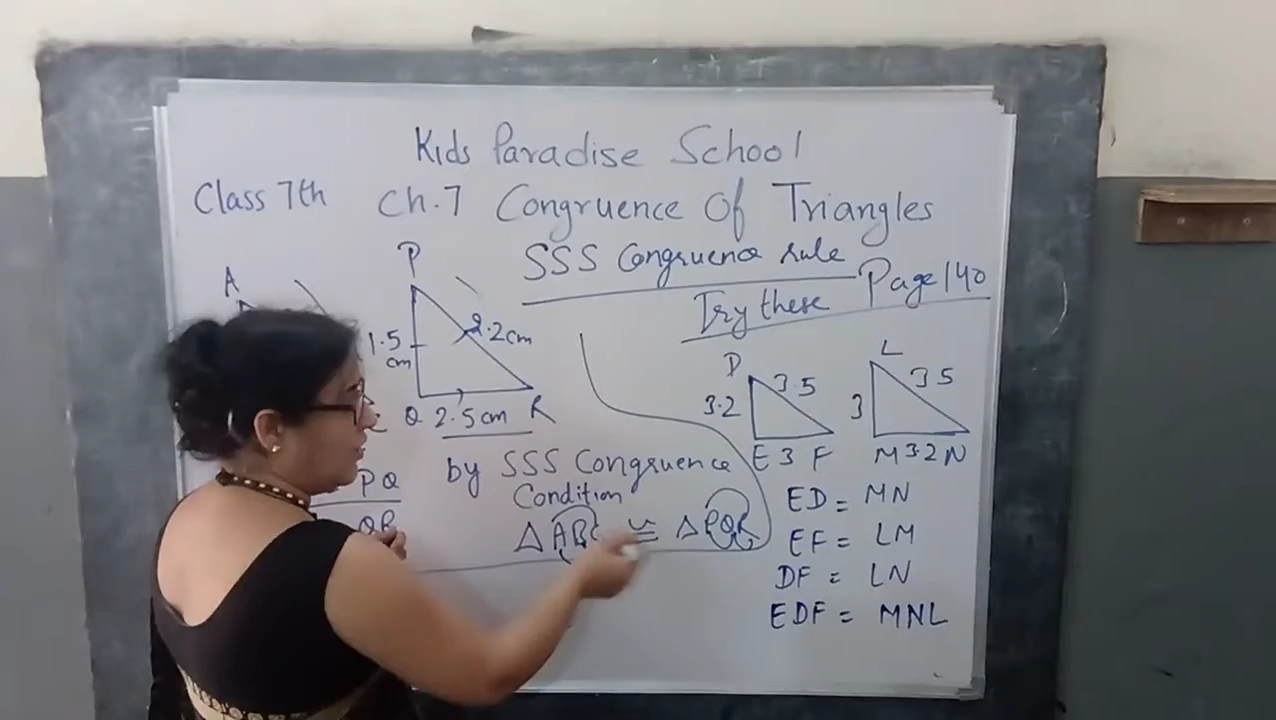 Kids Paradise School
Class 7th Ch.7 Congruence Of Triangles
SSS Congruence rule
Try these Page 140
A
P
1.5 cm
2.2cm
Q 2.5cm R
PQ
QR
by SSS Congruence
Condition
△ABC ≅ △PQR
D
3.2
3.5
E 3 F
L
3
3.5
M 3.2 N
ED = MN
EF = LM
DF = LN
EDF = MNL